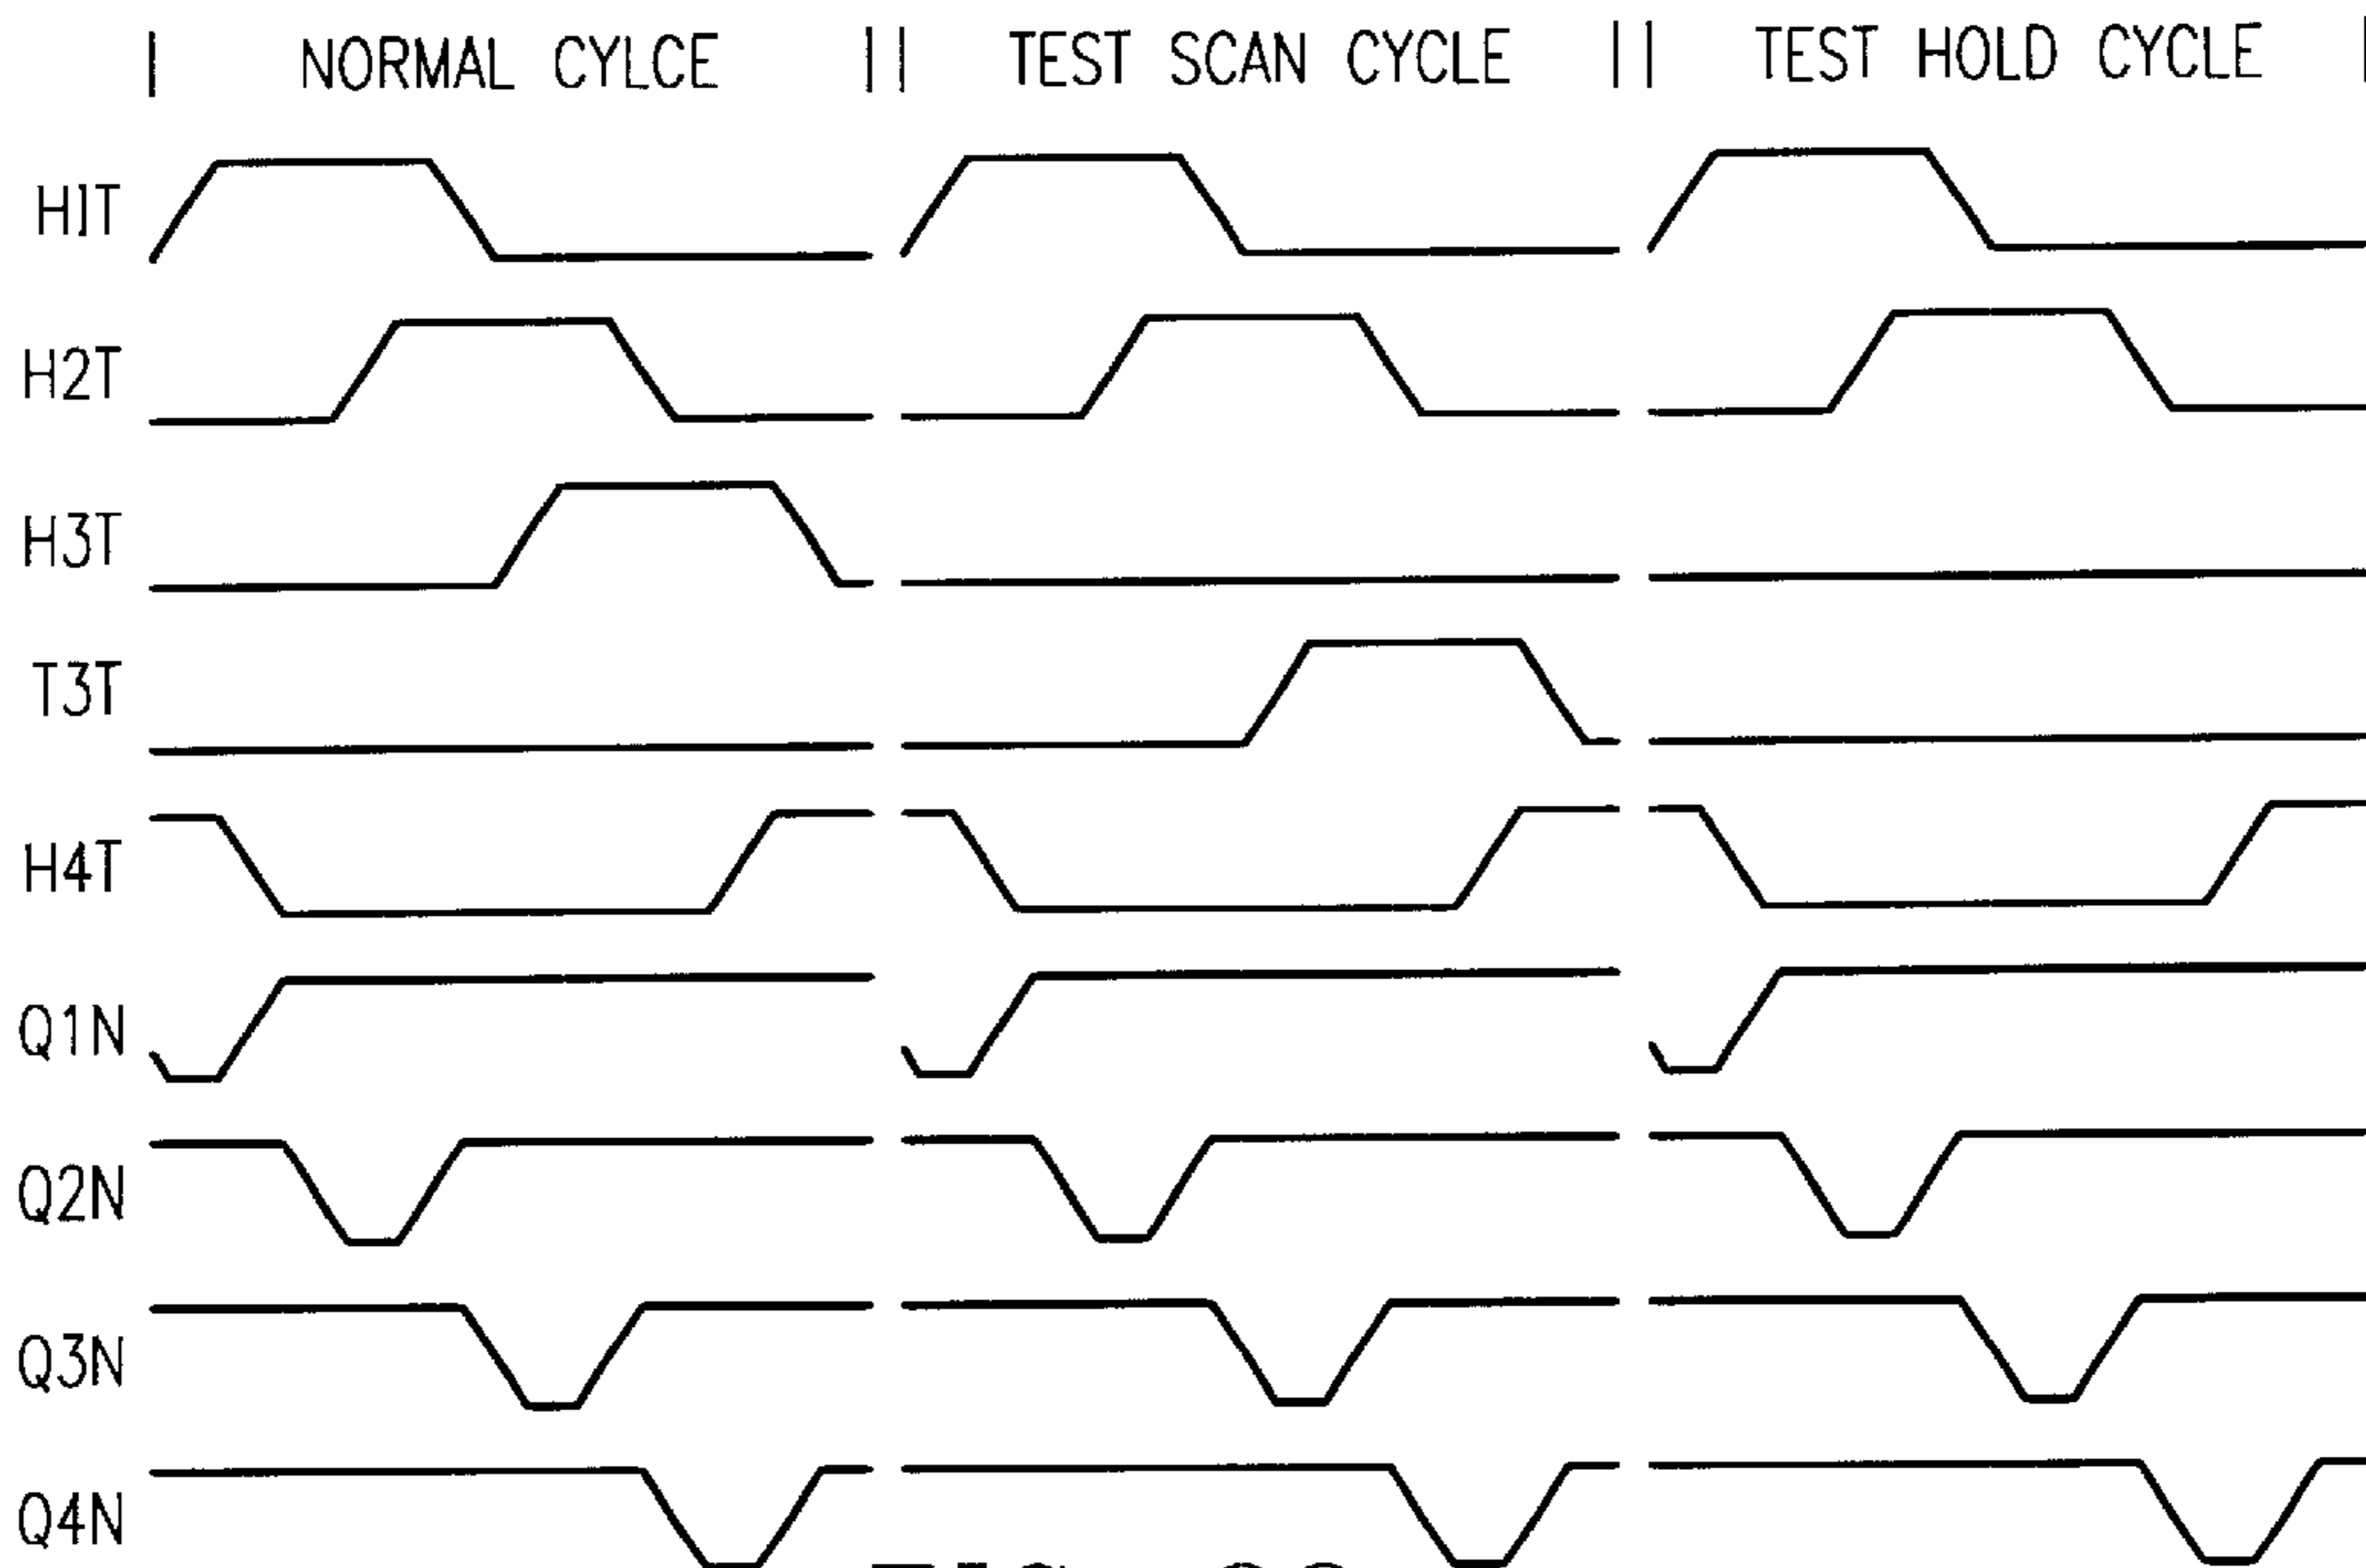 NORMAL CYLCE
TEST SCAN CYCLE
TEST HOLD CYCLE
H1T
H2T
H3T
T3T
H4T
Q1N
Q2N
Q3N
Q4N